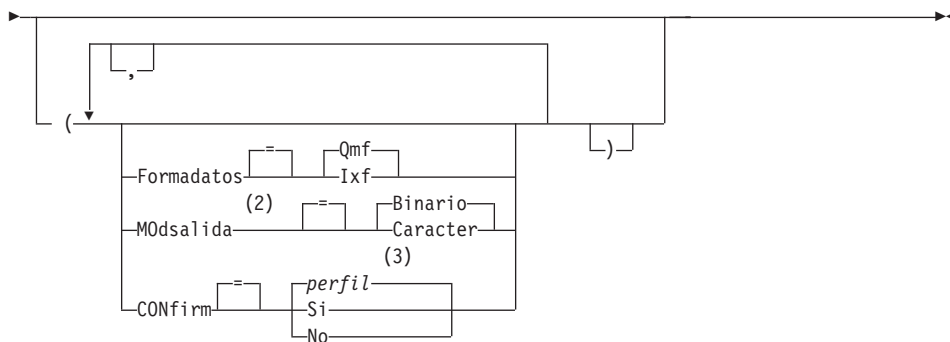 ,
(
)
= Qmf
Formadatos Ixf
(2)
= Binario
MOdsalida Caracter
(3)
= perfil
CONfirm Si
No